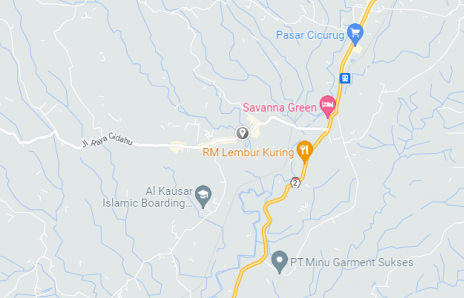 Pasar Cicurug
Savanna Green
Jl. Raya Cidahu
RM Lembur Kuring
2
Al Kausar
Islamic Boarding...
PT.Minu Garment Sukses